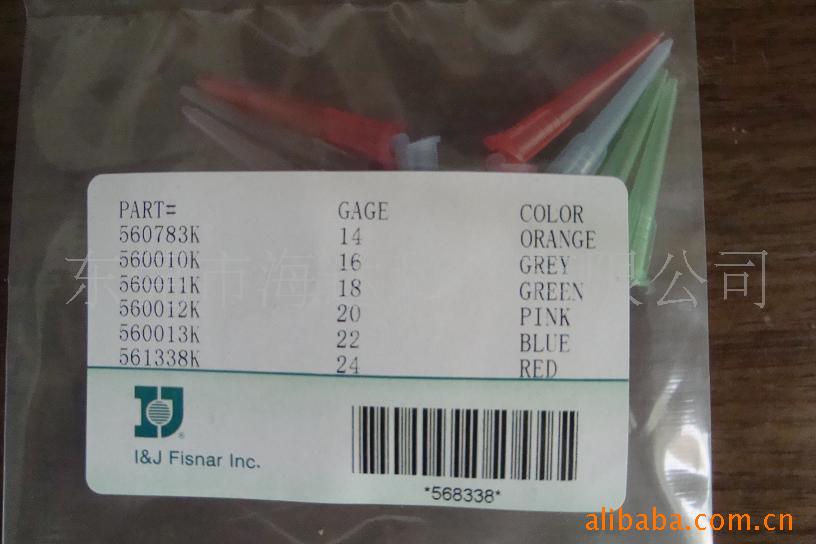 PART# GAGE COLOR
560783K 14 ORANGE
560010K 16 GREY
560011K 18 GREEN
560012K 20 PINK
560013K 22 BLUE
561338K 24 RED
I&J Fisnar Inc.
*568338*
alibaba.com.cn